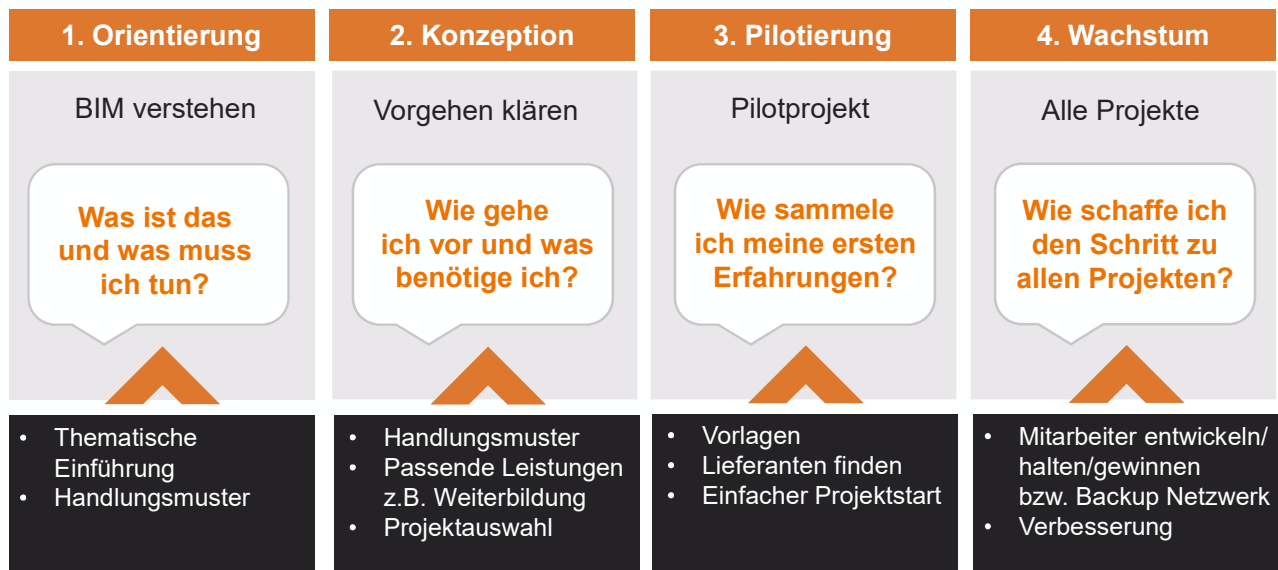 1. Orientierung
BIM verstehen
Was ist das
und was muss
ich tun?
• Thematische
Einführung
• Handlungsmuster
2. Konzeption
Vorgehen klären
Wie gehe
ich vor und was
benötige ich?
• Handlungsmuster
• Passende Leistungen
z.B. Weiterbildung
• Projektauswahl
3. Pilotierung
Pilotprojekt
Wie sammele
ich meine ersten
Erfahrungen?
• Vorlagen
• Lieferanten finden
• Einfacher Projektstart
4. Wachstum
Alle Projekte
Wie schaffe ich
den Schritt zu
allen Projekten?
• Mitarbeiter entwickeln/
halten/gewinnen
bzw. Backup Netzwerk
• Verbesserung